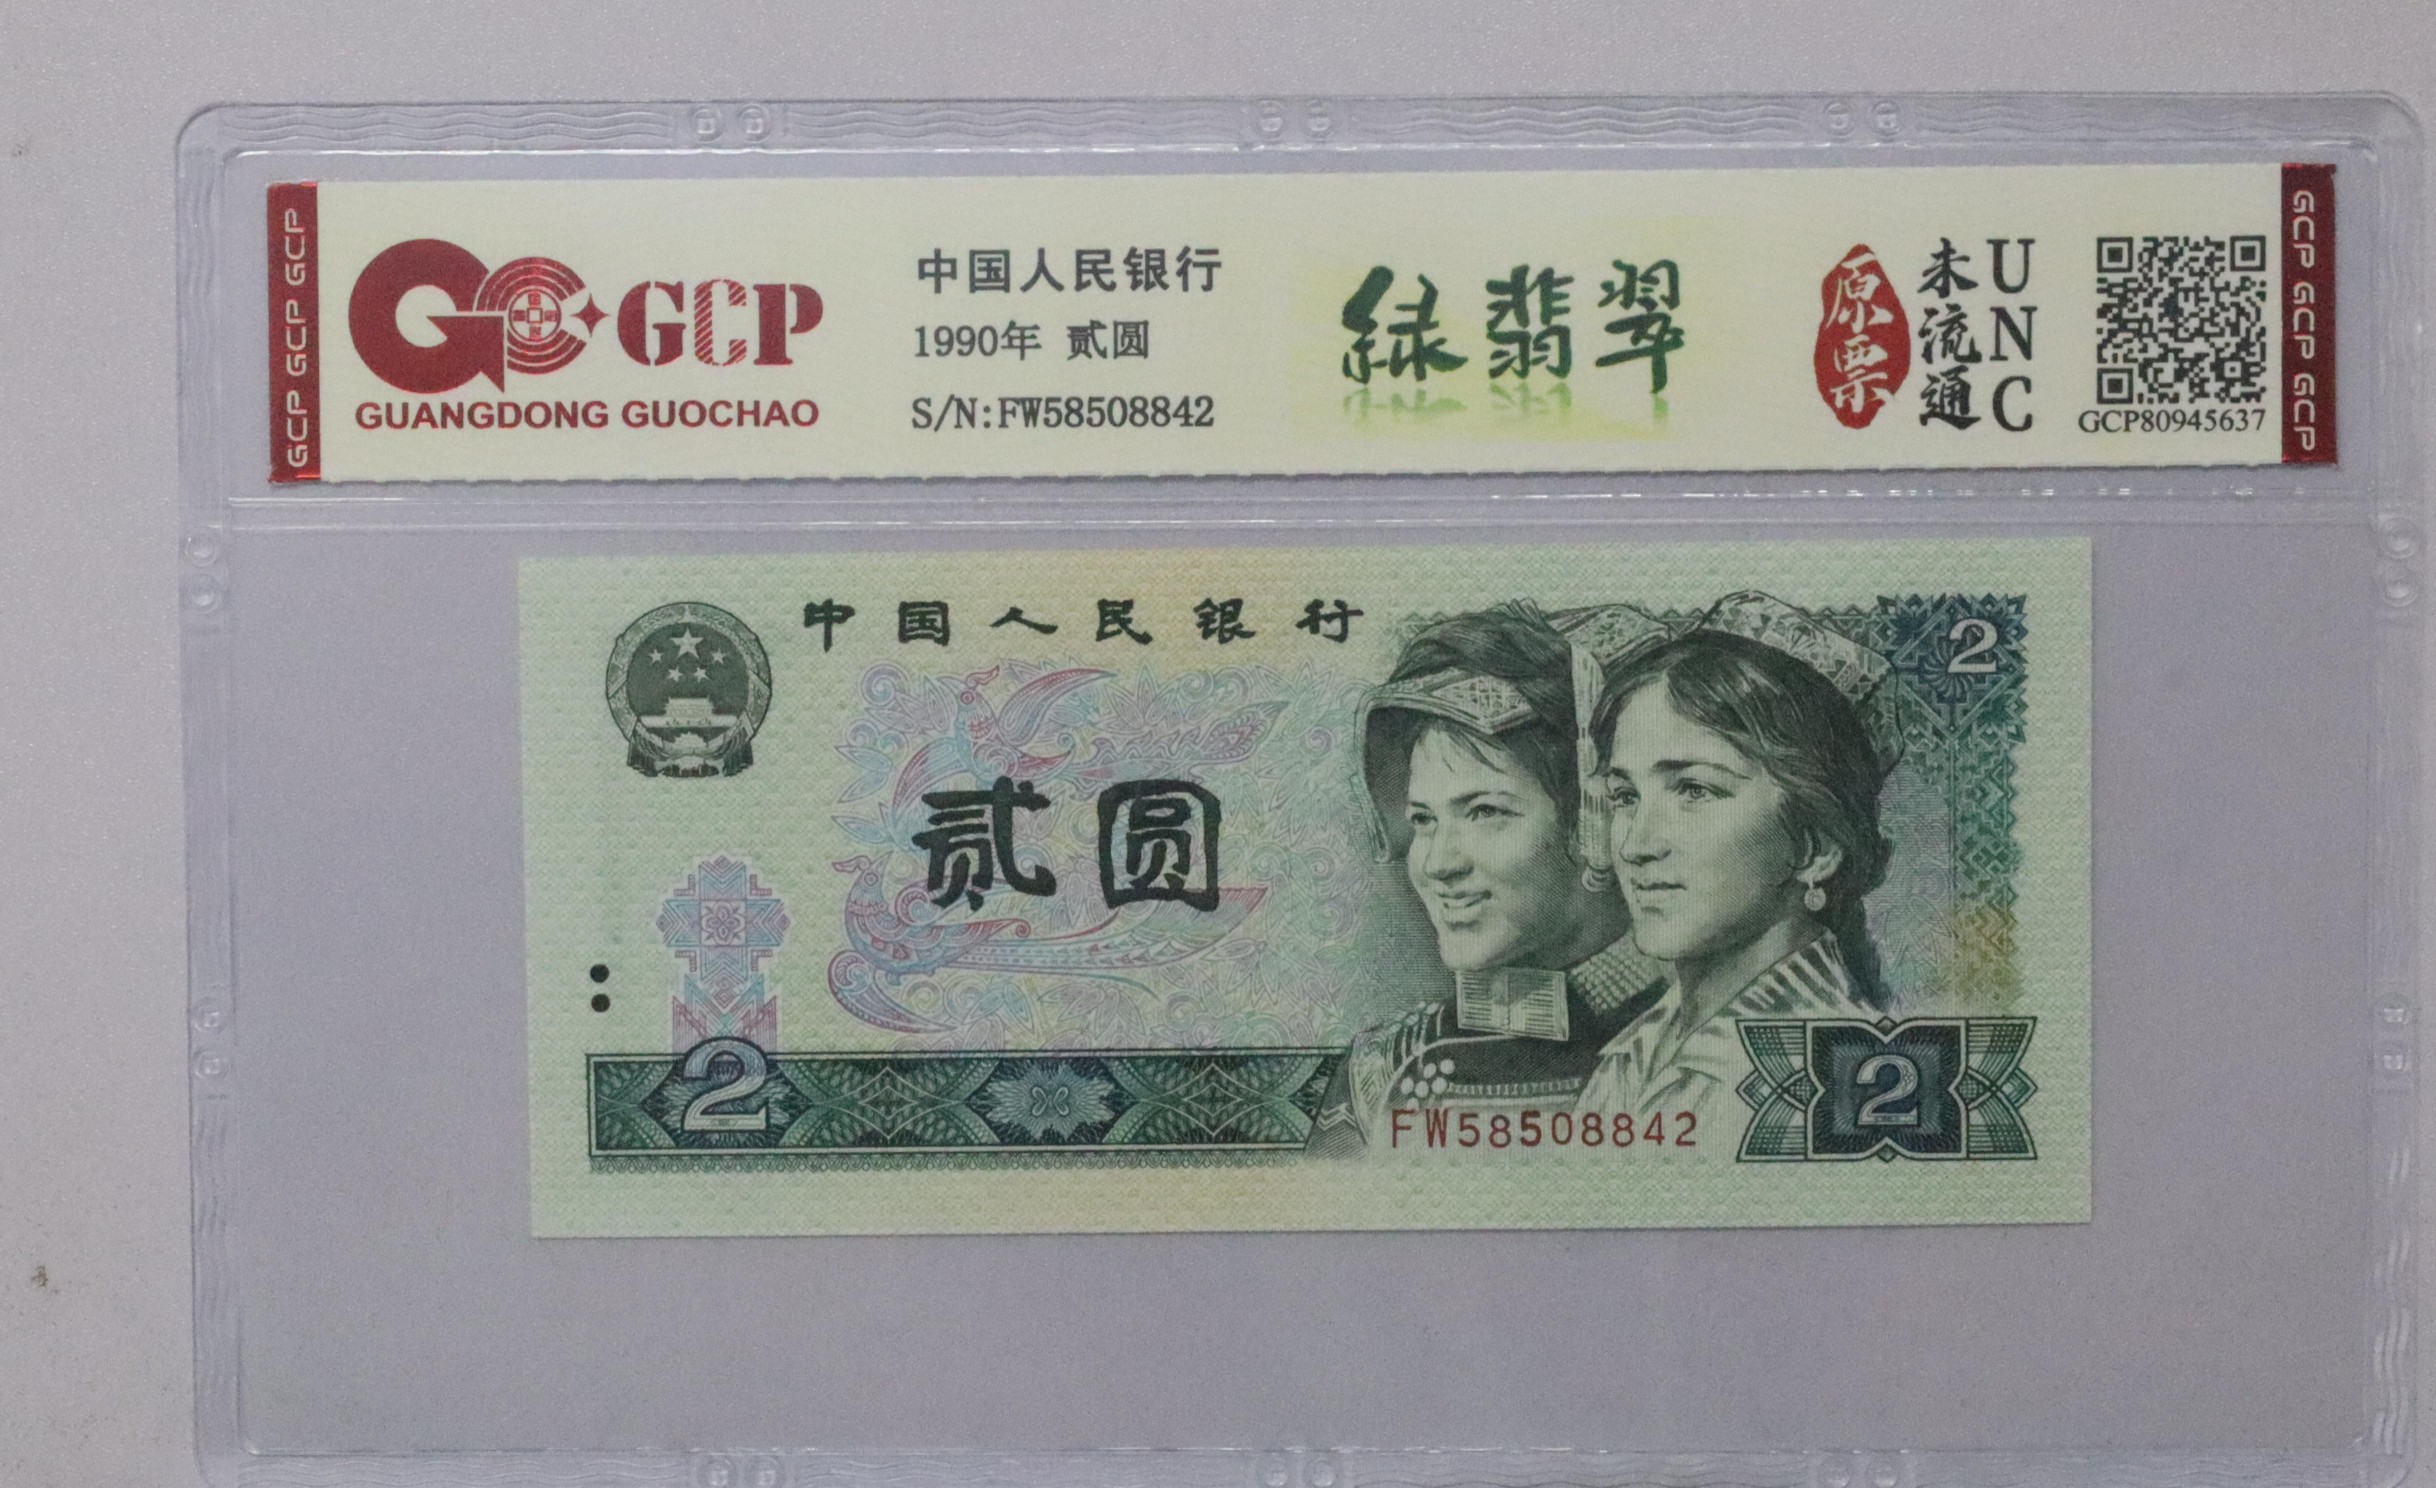 GCP GCP GCP
GCP
GUANGDONG GUOCHAO
中国人民银行
1990年 贰圆
S/N:FW58508842
绿翡翠
原票
未流通
UNC
GCP80945637
GCP GCP GCP
中国人民银行
2
贰圆
2
FW58508842
2